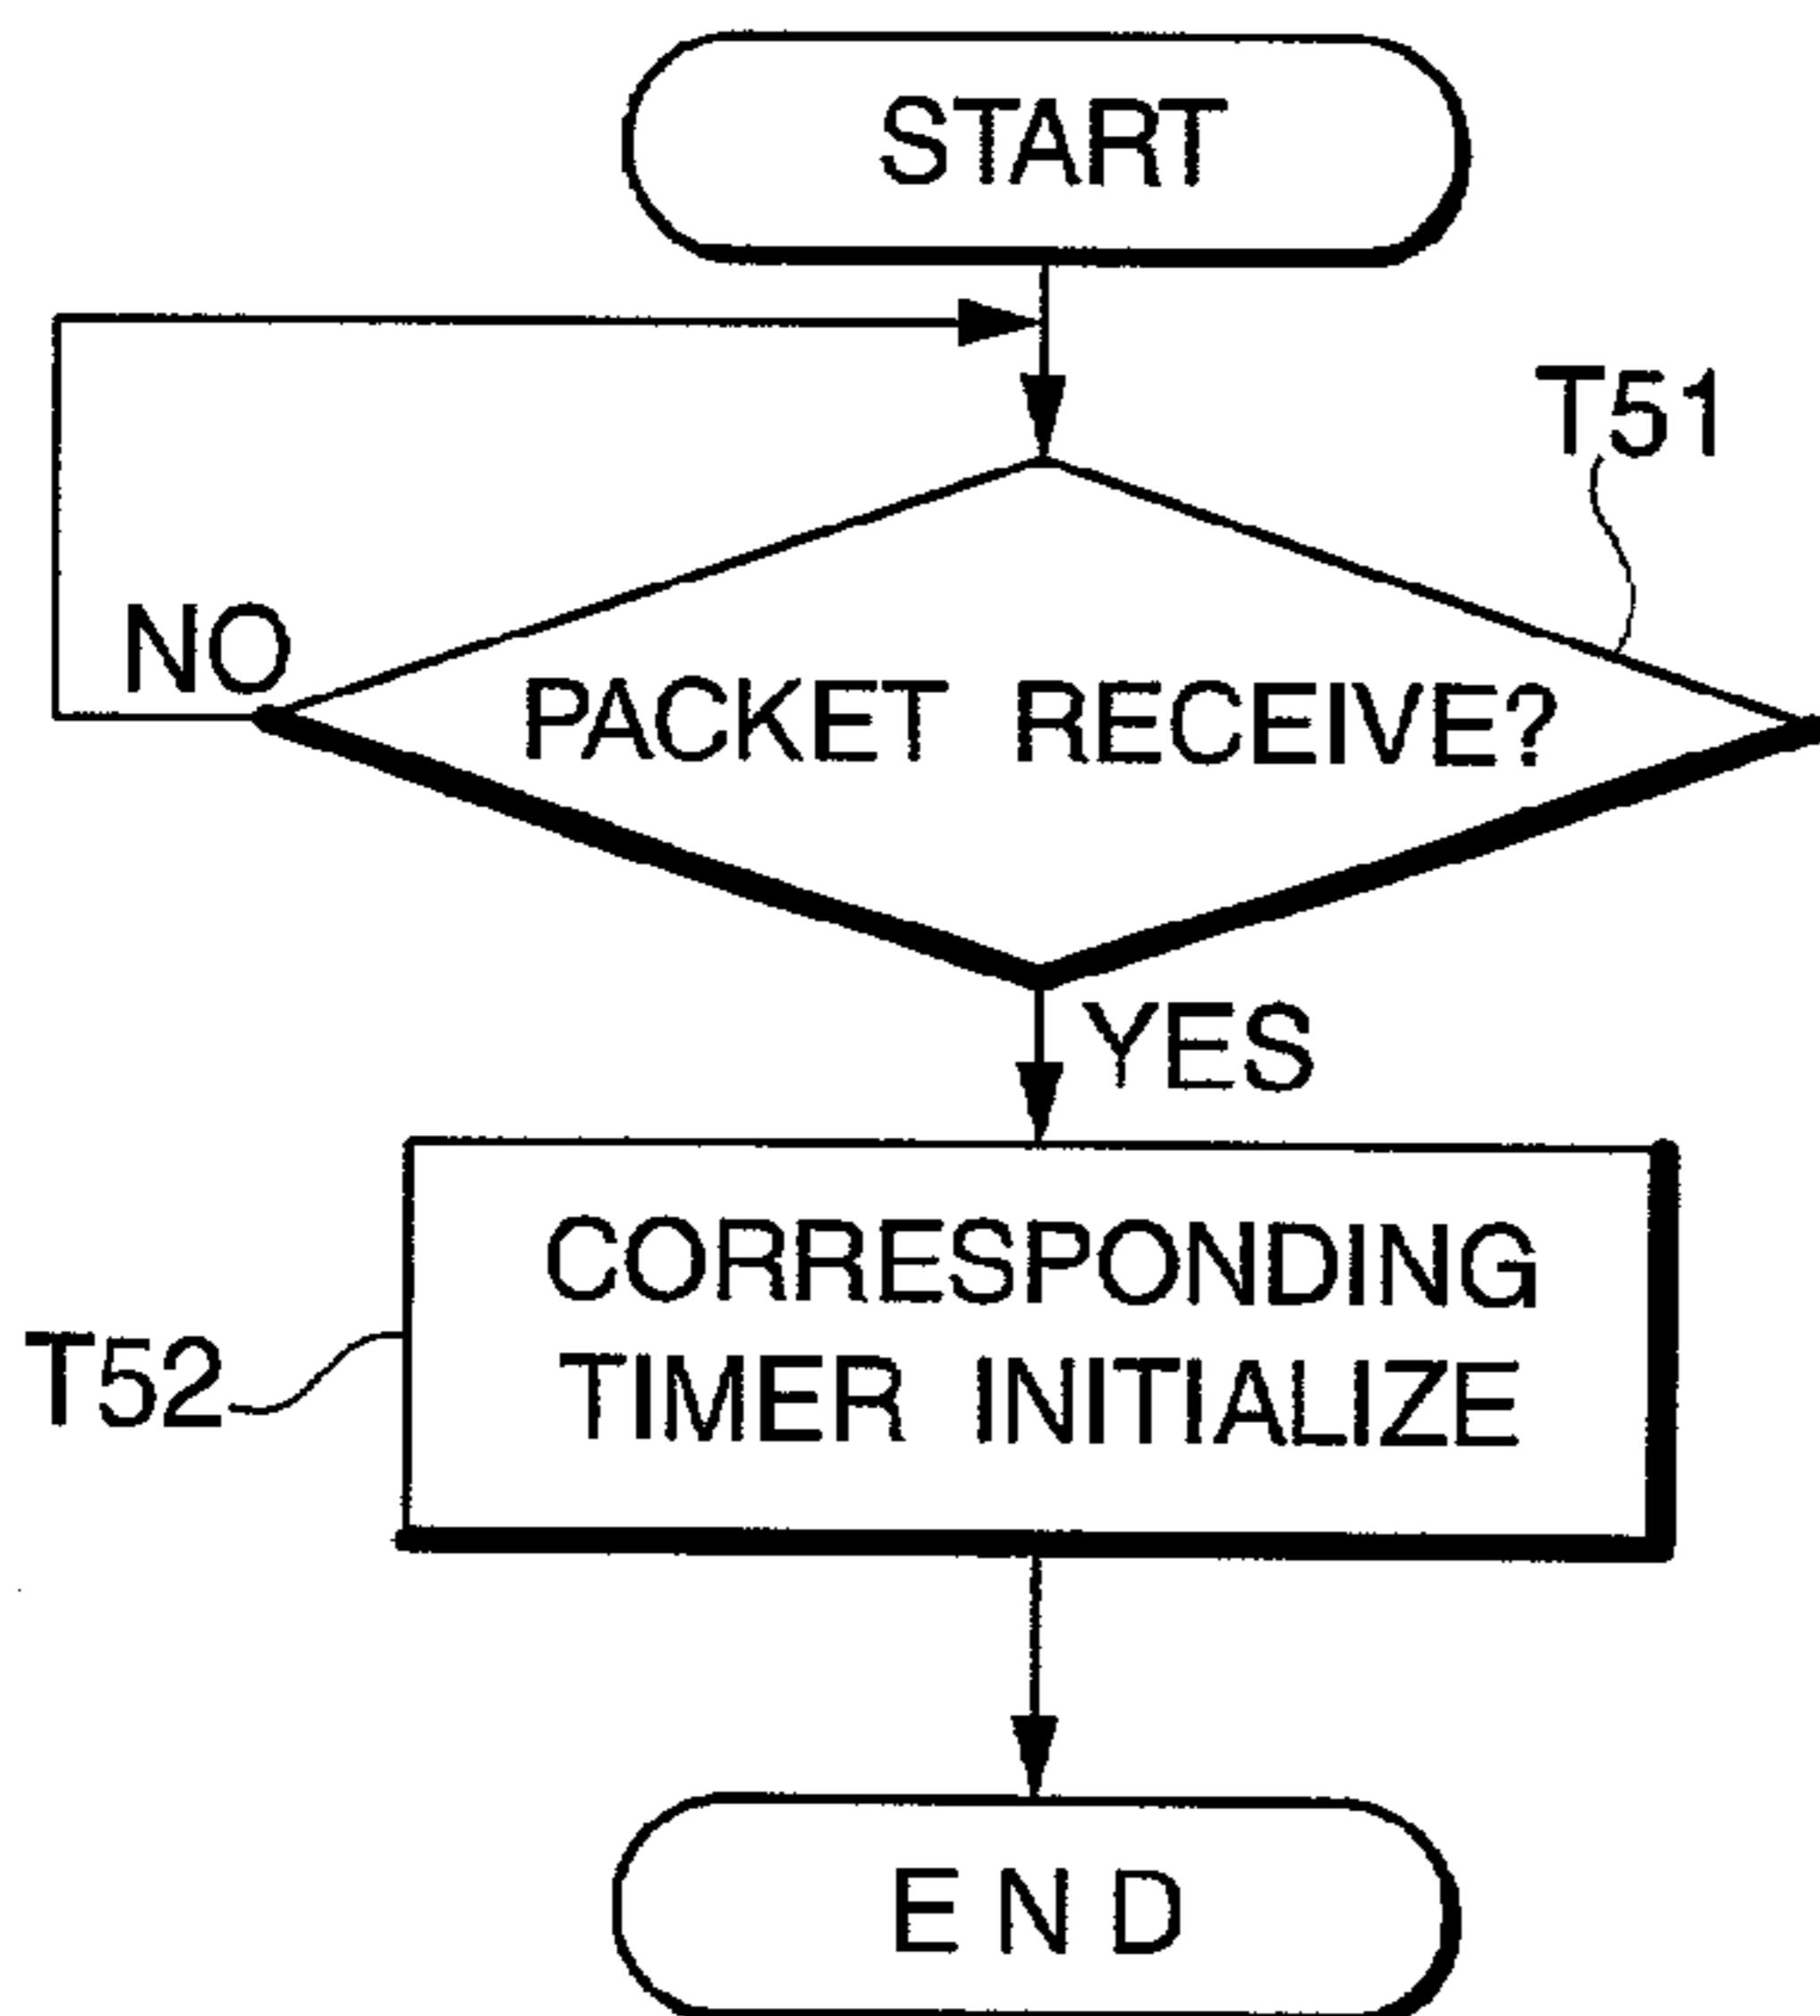 START
T51
NO
PACKET RECEIVE?
YES
CORRESPONDING
TIMER INITIALIZE
T52
END